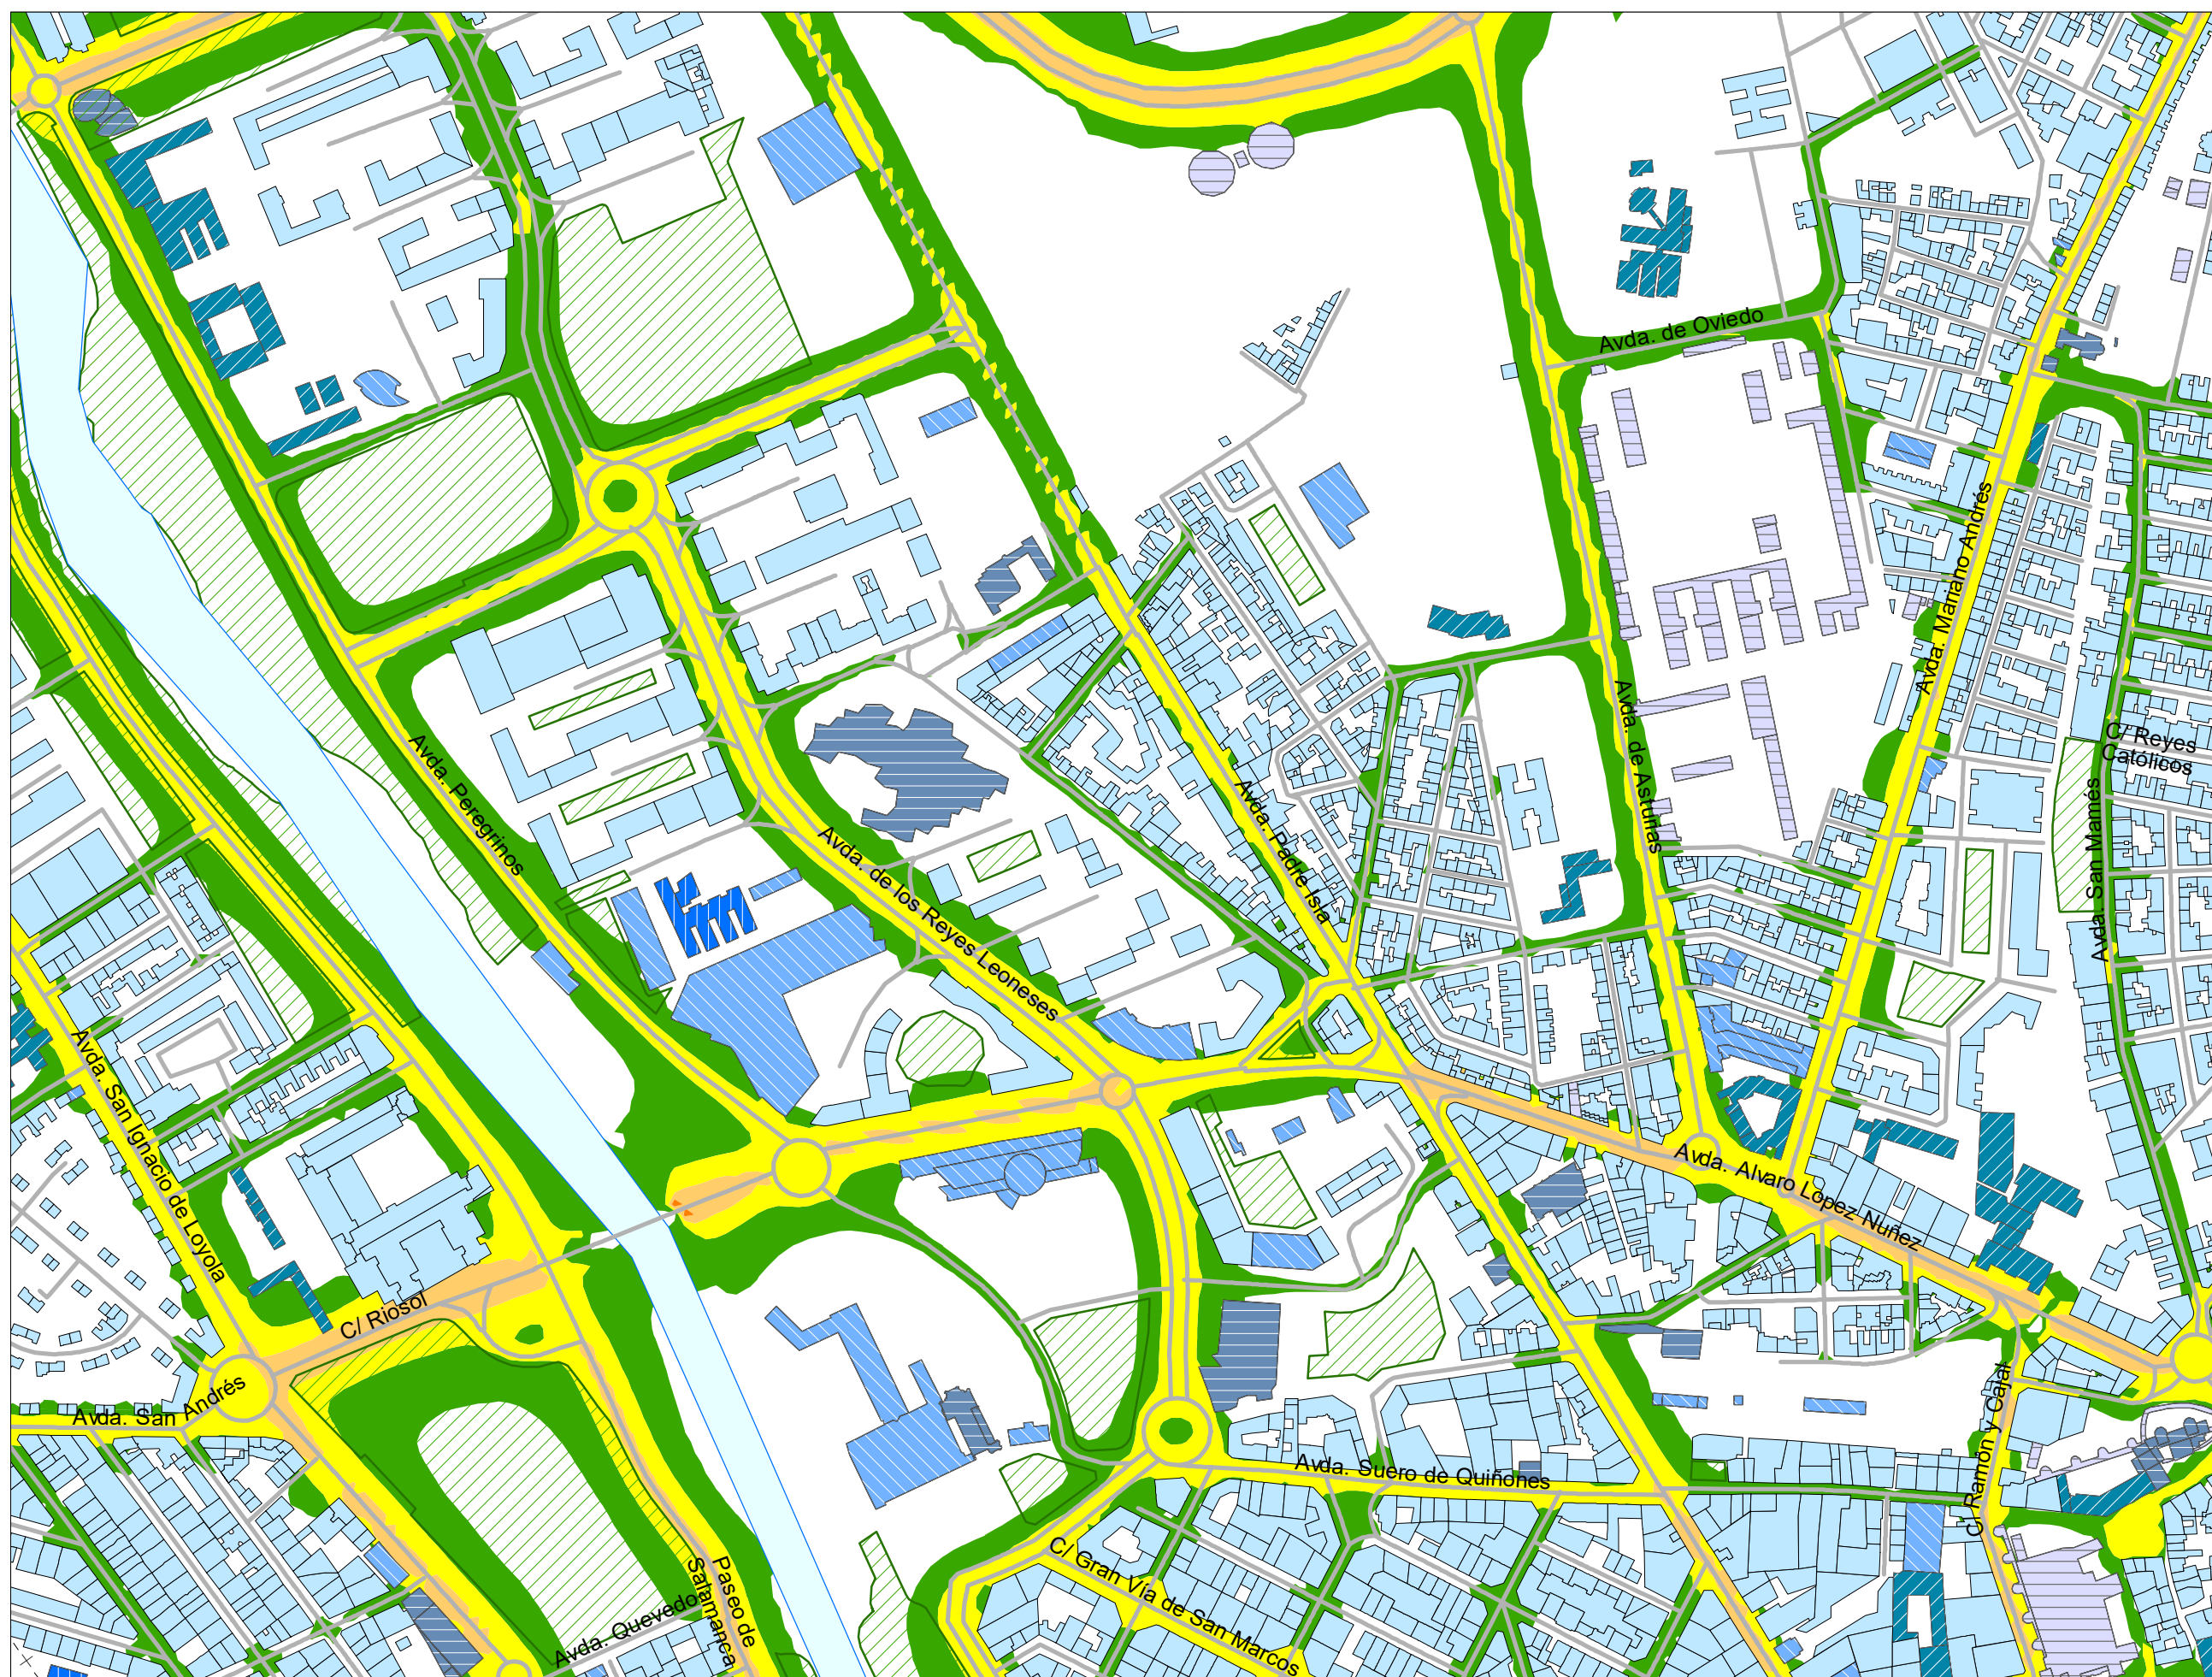 Avda. de Oviedo
Avda. Mariano Andrés
Avda. de Asturias
C/ Reyes
Católicos
Avda. San Mamés
Avda. Peregrinos
Avda. Padre Isla
Avda. de los Reyes Leoneses
Avda. San Ignacio de Loyola
Avda. Alvaro Lopez Nuñez
C/ Riosol
Avda. San Andrés
C/ Ramón y Cajal
Avda. Suero de Quiñones
C/ Gran Vía de San Marcos
Paseo de
Salamanca
Avda. Quevedo